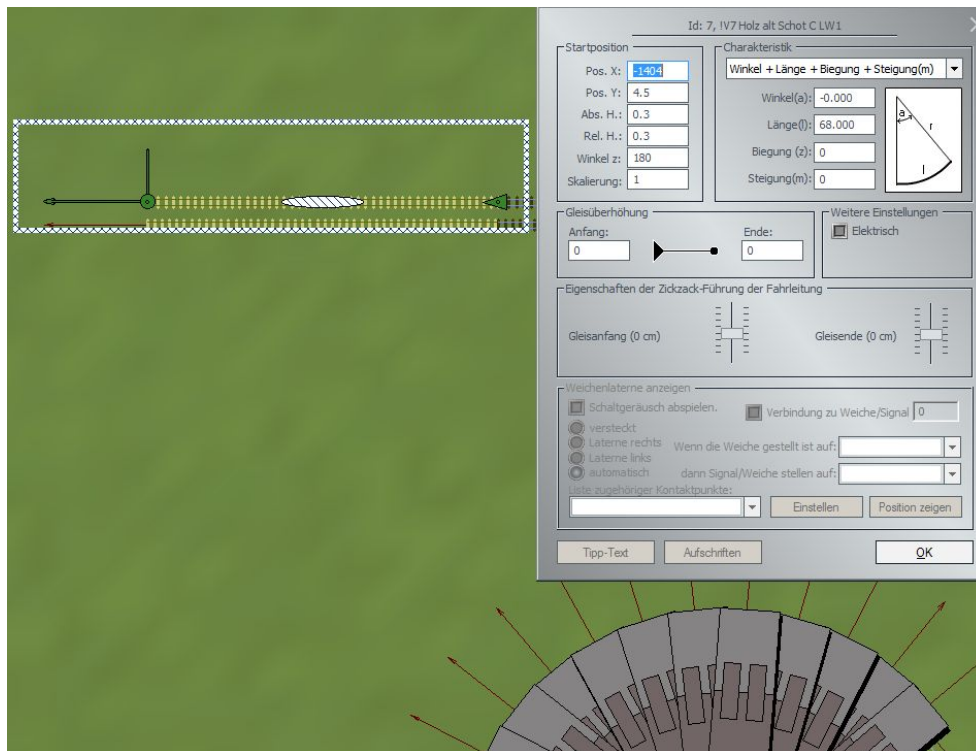 Id: 7, !V7 Holz alt Schot C LW1
Startposition
Pos. X: -1404
Pos. Y: 4.5
Abs. H.: 0.3
Rel. H.: 0.3
Winkel z: 180
Skalierung: 1
Charakteristik
Winkel + Länge + Biegung + Steigung(m)
Winkel(a): -0.000
Länge(l): 68.000
Biegung (z): 0
Steigung(m): 0
a
r
l
Gleisüberhöhung
Anfang:
0
Ende:
0
Weitere Einstellungen
Elektrisch
Eigenschaften der Zickzack-Führung der Fahrleitung
Gleisanfang (0 cm)
Gleisende (0 cm)
Weichenlaterne anzeigen
Schaltgeräusch abspielen.
Verbindung zu Weiche/Signal 0
versteckt
Laterne rechts
Laterne links
automatisch
Wenn die Weiche gestellt ist auf:
dann Signal/Weiche stellen auf:
Liste zugehöriger Kontaktpunkte:
Einstellen
Position zeigen
Tipp-Text
Aufschriften
OK